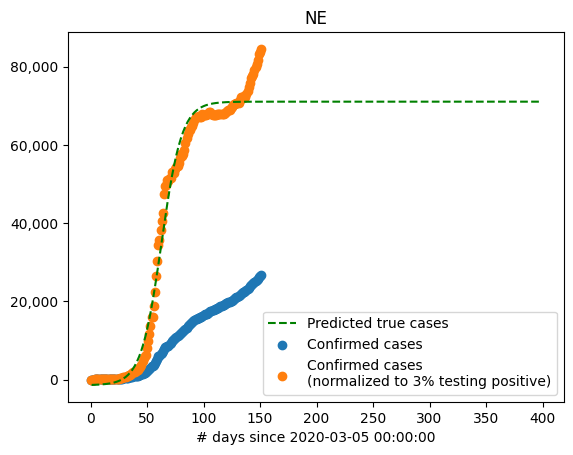 NE
80,000
60,000
40,000
20,000
0
Predicted true cases
Confirmed cases
Confirmed cases
(normalized to 3% testing positive)
0 50 100 150 200 250 300 350 400
# days since 2020-03-05 00:00:00